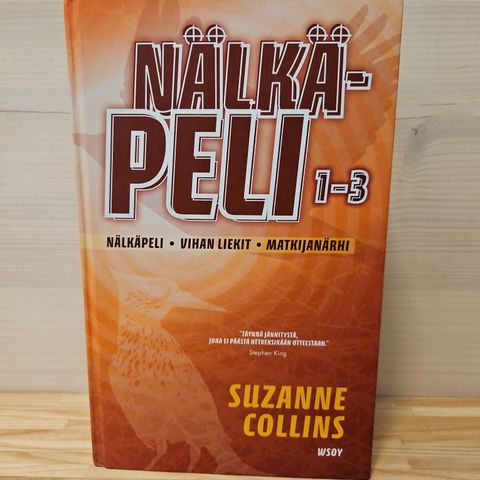 NÄLKÄ-
PELI 1-3
NÄLKÄPELI • VIHAN LIEKIT • MATKIJANÄRHI
"TÄYNNÄ JÄNNITYSTÄ,
JOKA EI PÄÄSTÄ HETKEKSIKÄÄN OTTEESTAAN."
Stephen King
SUZANNE
COLLINS
WSOY